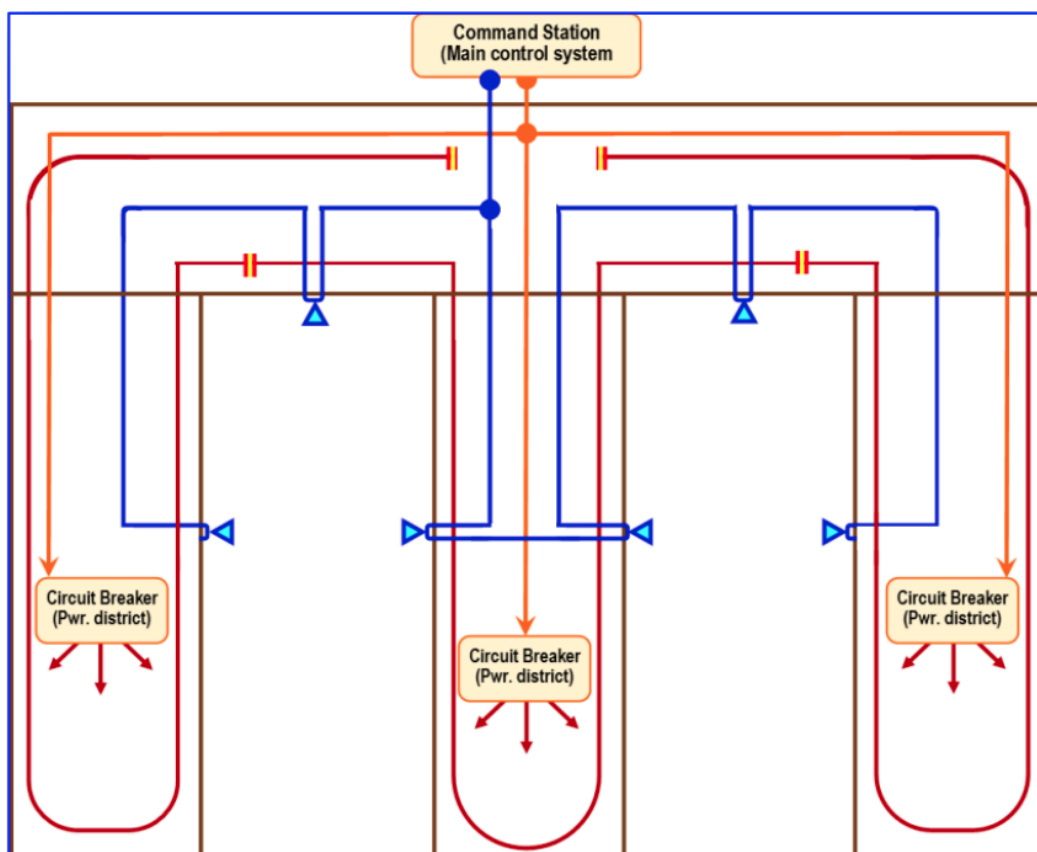 Command Station
(Main control system
Circuit Breaker
(Pwr. district)
Circuit Breaker
(Pwr. district)
Circuit Breaker
(Pwr. district)